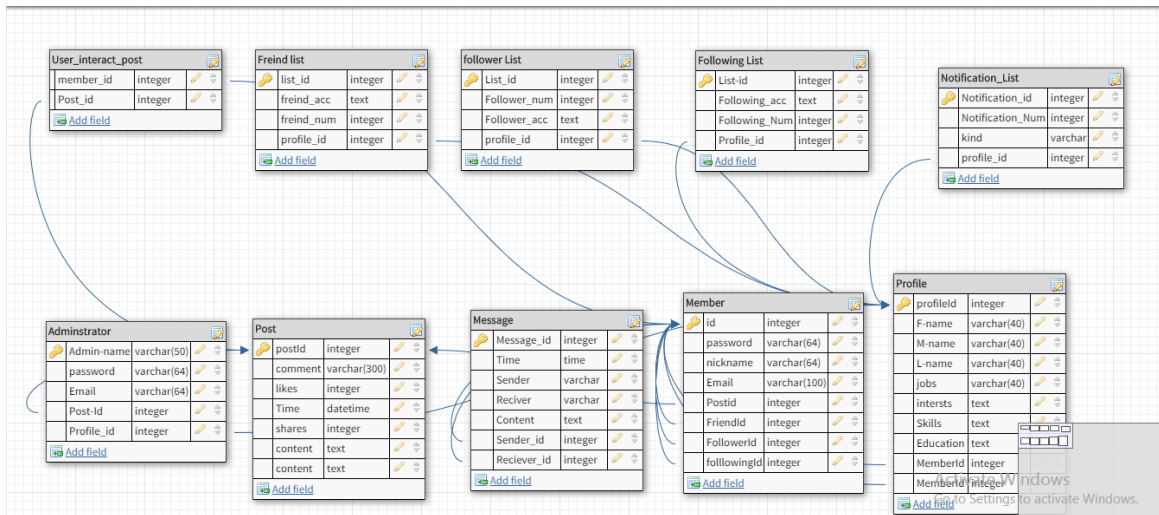 User_interact_post
member_id integer
Post_id integer
Add field
Freind list
list_id integer
freind_acc text
freind_num integer
profile_id integer
Add field
follower List
List_id integer
Follower_num integer
Follower_acc text
profile_id integer
Add field
Following List
List-id integer
Following_acc text
Following_Num integer
Profile_id integer
Add field
Notification_List
Notification_id integer
Notification_Num integer
kind varchar
profile_id integer
Add field
Adminstrator
Admin-name varchar(50)
password varchar(64)
Email varchar(64)
Post-Id integer
Profile_id integer
Add field
Post
postId integer
comment varchar(300)
likes integer
Time datetime
shares integer
content text
content text
Add field
Message
Message_id integer
Time time
Sender varchar
Reciver varchar
Content text
Sender_id integer
Reciever_id integer
Add field
Member
id integer
password varchar(64)
nickname varchar(64)
Email varchar(100)
Postid integer
FriendId integer
FollowerId integer
folllowingId integer
Add field
Profile
profileId integer
F-name varchar(40)
M-name varchar(40)
L-name varchar(40)
jobs varchar(40)
intersts text
Skills text
Education text
MemberId integer
MemberId integer
Add field
Activate Windows
Go to Settings to activate Windows.